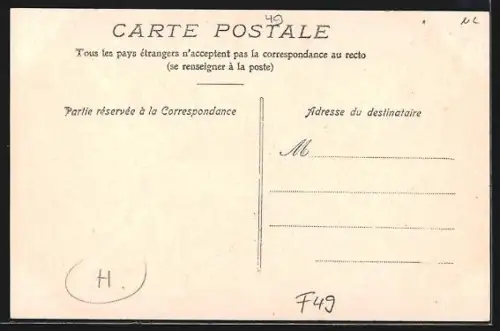 49
NL
CARTE POSTALE
Tous les pays étrangers n'acceptent pas la correspondance au recto
(se renseigner à la poste)
Partie réservée à la Correspondance
Adresse du destinataire
M
H.
F49